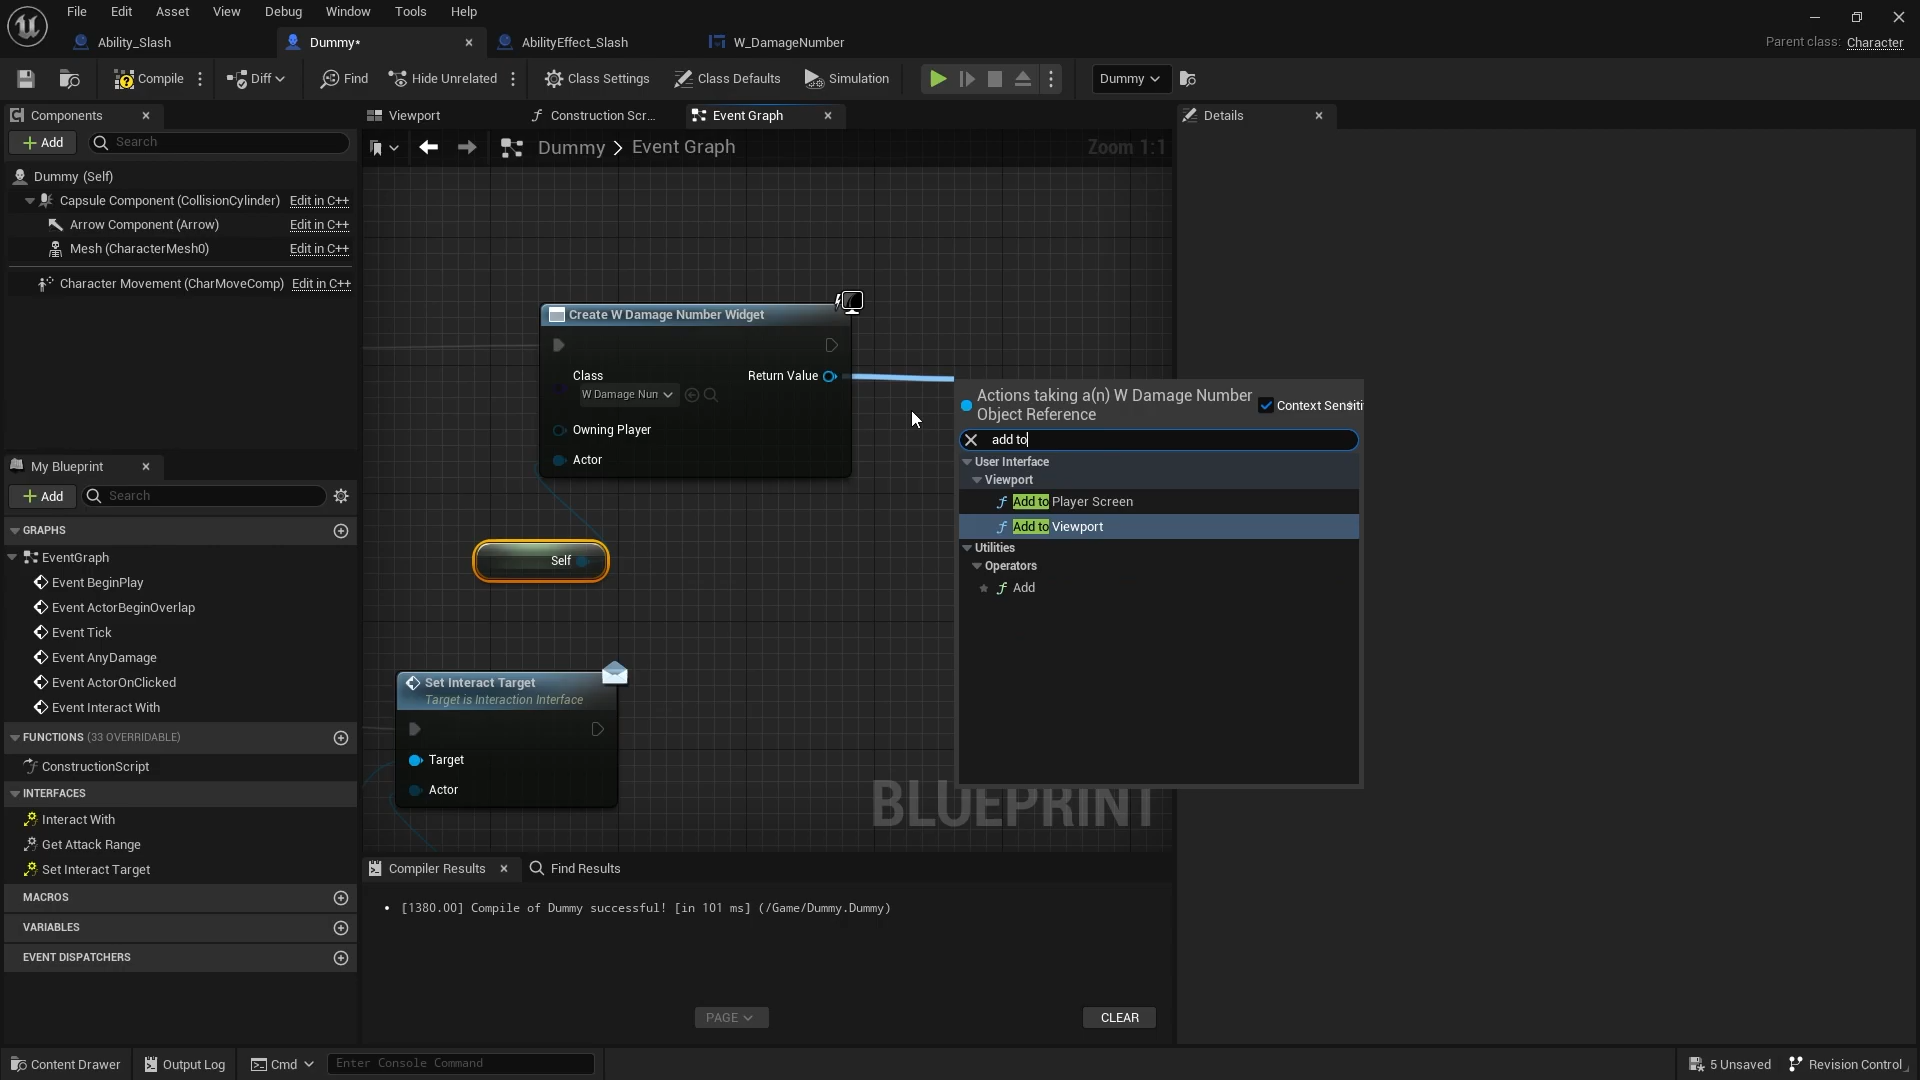 File Edit Asset View Debug Window Tools Help
Ability_Slash Dummy* AbilityEffect_Slash W_DamageNumber
Parent class: Character
Compile Diff Find Hide Unrelated Class Settings Class Defaults Simulation Dummy
Components
Add Search
Dummy (Self)
Capsule Component (CollisionCylinder) Edit in C++
Arrow Component (Arrow) Edit in C++
Mesh (CharacterMesh0) Edit in C++
Character Movement (CharMoveComp) Edit in C++
My Blueprint
Add Search
GRAPHS
EventGraph
Event BeginPlay
Event ActorBeginOverlap
Event Tick
Event AnyDamage
Event ActorOnClicked
Event Interact With
FUNCTIONS (33 OVERRIDABLE)
ConstructionScript
INTERFACES
Interact With
Get Attack Range
Set Interact Target
MACROS
VARIABLES
EVENT DISPATCHERS
Viewport Construction Scr... Event Graph
Dummy > Event Graph Zoom 1:1
Create W Damage Number Widget
Class Return Value
W Damage Num
Owning Player
Actor
Self
Set Interact Target
Target is Interaction Interface
Target
Actor
BLUEPRINT
Actions taking a(n) W Damage Number
Object Reference
Context Sensiti
add to
User Interface
Viewport
Add to Player Screen
Add to Viewport
Utilities
Operators
Add
Compiler Results Find Results
[1380.00] Compile of Dummy successful! [in 101 ms] (/Game/Dummy.Dummy)
PAGE CLEAR
Details
Content Drawer Output Log Cmd Enter Console Command 5 Unsaved Revision Control